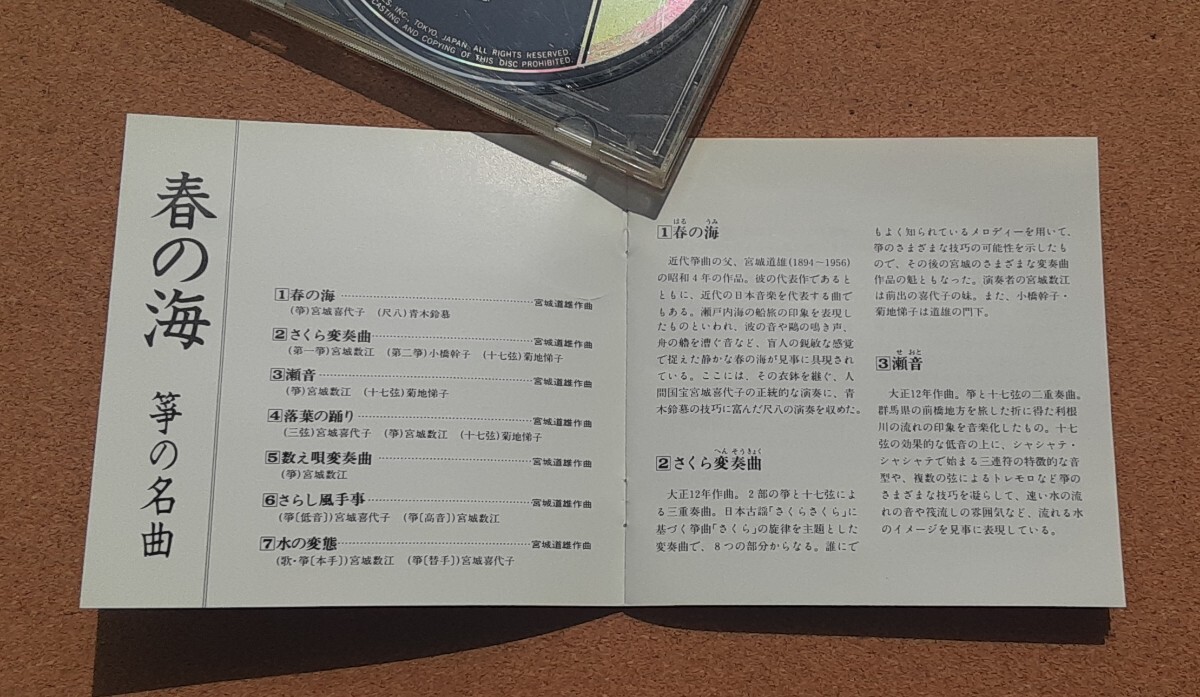 S, INC., TOKYO, JAPAN. ALL RIGHTS RESERVED.
CASTING AND COPYING OF THIS DISC PROHIBITED.
春の海
箏の名曲
1春の海 宮城道雄作曲
(箏)宮城喜代子 (尺八)青木鈴慕
2さくら変奏曲 宮城道雄作曲
(第一箏)宮城数江 (第二箏)小橋幹子 (十七弦)菊地悌子
3瀬音 宮城道雄作曲
(箏)宮城数江 (十七弦)菊地悌子
4落葉の踊り 宮城道雄作曲
(三弦)宮城喜代子 (箏)宮城数江 (十七弦)菊地悌子
5数え唄変奏曲 宮城道雄作曲
(箏)宮城数江
6さらし風手事 宮城道雄作曲
(箏〔低音〕)宮城喜代子 (箏〔高音〕)宮城数江
7水の変態 宮城道雄作曲
(歌・箏〔本手〕)宮城数江 (箏〔替手〕)宮城喜代子
はる うみ
1春の海
近代箏曲の父、宮城道雄(1894〜1956)
の昭和4年の作品。彼の代表作であると
ともに、近代の日本音楽を代表する曲で
もある。瀬戸内海の船旅の印象を表現し
たものといわれ、波の音や鷗の鳴き声、
舟の艪を漕ぐ音など、盲人の鋭敏な感覚
で捉えた静かな春の海が見事に具現され
ている。ここには、その衣鉢を継ぐ、人
間国宝宮城喜代子の正統的な演奏に、青
木鈴慕の技巧に富んだ尺八の演奏を収めた。
へんそうきょく
2さくら変奏曲
大正12年作曲。2部の箏と十七弦によ
る三重奏曲。日本古謡「さくらさくら」に
基づく箏曲「さくら」の旋律を主題とした
変奏曲で、8つの部分からなる。誰にで
もよく知られているメロディーを用いて、
箏のさまざまな技巧の可能性を示したも
ので、その後の宮城のさまざまな変奏曲
作品の魁ともなった。演奏者の宮城数江
は前出の喜代子の妹。また、小橋幹子・
菊地悌子は道雄の門下。
せおと
3瀬音
大正12年作曲。箏と十七弦の二重奏曲。
群馬県の前橋地方を旅した折に得た利根
川の流れの印象を音楽化したもの。十七
弦の効果的な低音の上に、シャシャテ・
シャシャテで始まる三連符の特徴的な音
型や、複数の弦によるトレモロなど箏の
さまざまな技巧を凝らして、速い水の流
れの音や筏流しの雰囲気など、流れる水
のイメージを見事に表現している。